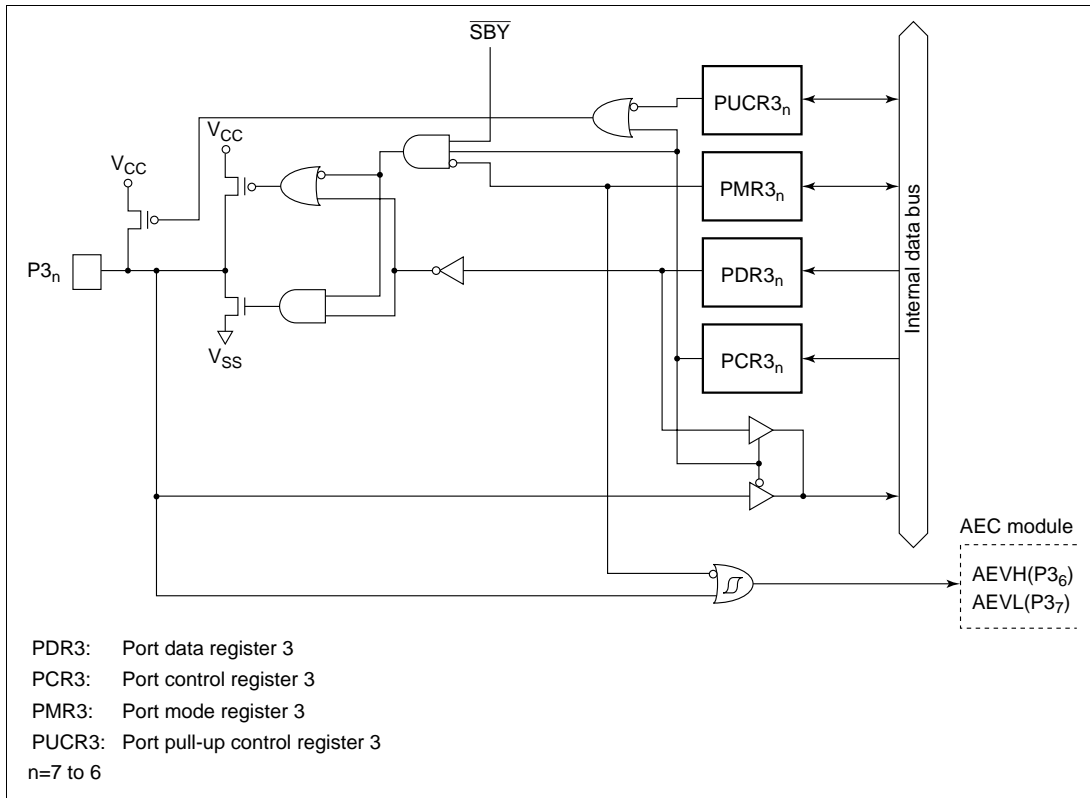 SBY
PUCR3n
VCC
VCC
PMR3n
P3n
PDR3n
Internal data bus
VSS
PCR3n
AEC module
AEVH(P36)
AEVL(P37)
PDR3: Port data register 3
PCR3: Port control register 3
PMR3: Port mode register 3
PUCR3: Port pull-up control register 3
n=7 to 6